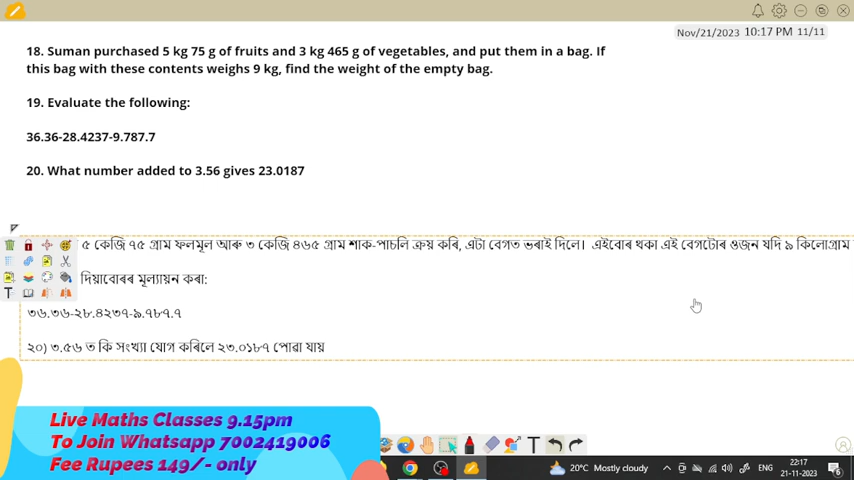 Nov/21/2023 10:17 PM 11/11
18. Suman purchased 5 kg 75 g of fruits and 3 kg 465 g of vegetables, and put them in a bag. If
this bag with these contents weighs 9 kg, find the weight of the empty bag.
19. Evaluate the following:
36.36-28.4237-9.787.7
20. What number added to 3.56 gives 23.0187
৫ কেজি ৭৫ গ্ৰাম ফলমূল আৰু ৩ কেজি ৪৬৫ গ্ৰাম শাক-পাচলি ক্ৰয় কৰি, এটা বেগত ভৰাই দিলে। এইবোৰ থকা এই বেগটোৰ ওজন যদি ৯ কিলোগ্ৰাম
দিয়াবোৰৰ মূল্যায়ন কৰা:
৩৬.৩৬-২৮.৪২৩৭-৯.৭৮৭.৭
২০) ৩.৫৬ ত কি সংখ্যা যোগ কৰিলে ২৩.০১৮৭ পোৱা যায়
Live Maths Classes 9.15pm
To Join Whatsapp 7002419006
Fee Rupees 149/- only
20°C Mostly cloudy
ENG
22:17
21-11-2023
6